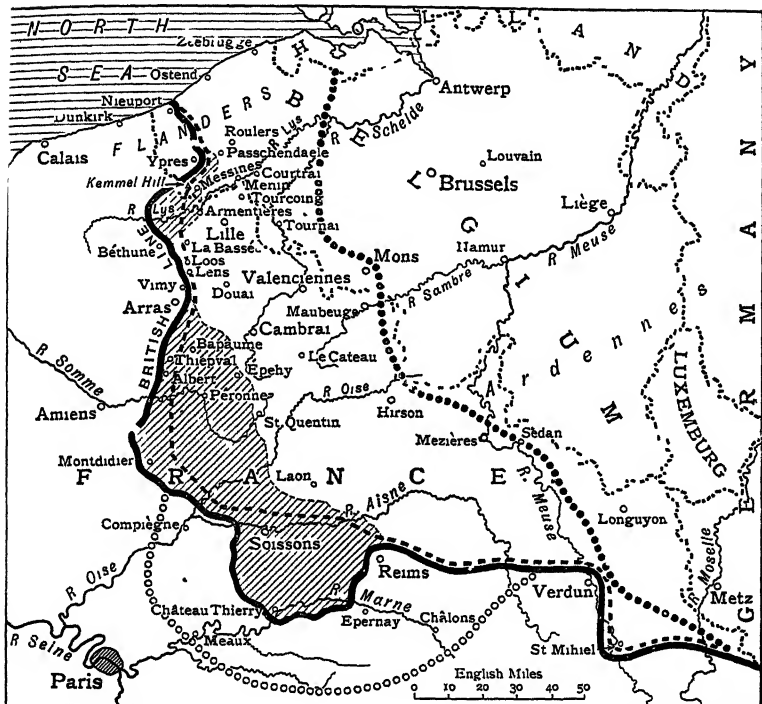 NORTH
SEA
HOLLAND
Zeebrugge
Ostend
Nieuport
Dunkirk
Calais
FLANDERS
Antwerp
R Lys
R Schelde
Roulers
Passchendaele
Ypres
Messines
Kemmel Hill
Courtrai
Menin
Tourcoing
R Lys
Armentières
Lille
Tournai
Louvain
Brussels
BELGIUM
Liège
GERMANY
Béthune
La Bassé
Loos
Lens
Namur
R Meuse
Mons
Valenciennes
R Sambre
Vimy
Douai
Maubeuge
Arras
Cambrai
BRITISH LINE
Ardennes
LUXEMBURG
Bapaume
Thiepval
Epehy
Le Cateau
R Somme
Albert
Péronne
R Oise
Hirson
Amiens
St Quentin
Mezières
Sedan
Montdidier
FRANCE
Laon
R. Meuse
Longuyon
R. Aisne
Compiègne
Soissons
R Moselle
R Oise
Reims
Verdun
Metz
R Marne
Château Thierry
Epernay
Châlons
R Seine
Meaux
St Mihiel
Paris
English Miles
10 0 10 20 30 40 50